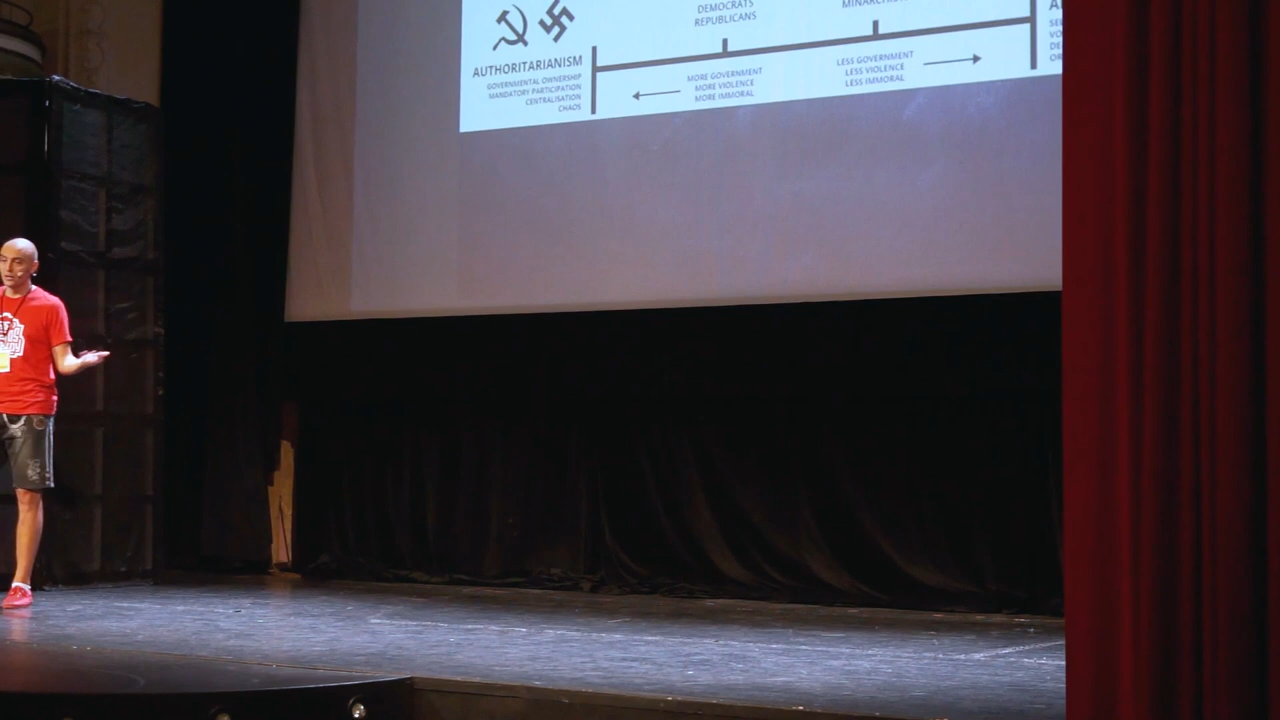 DEMOCRATS
REPUBLICANS
AUTHORITARIANISM
GOVERNMENTAL OWNERSHIP
MANDATORY PARTICIPATION
CENTRALISATION
CHAOS
MORE GOVERNMENT
MORE VIOLENCE
MORE IMMORAL
LESS GOVERNMENT
LESS VIOLENCE
LESS IMMORAL